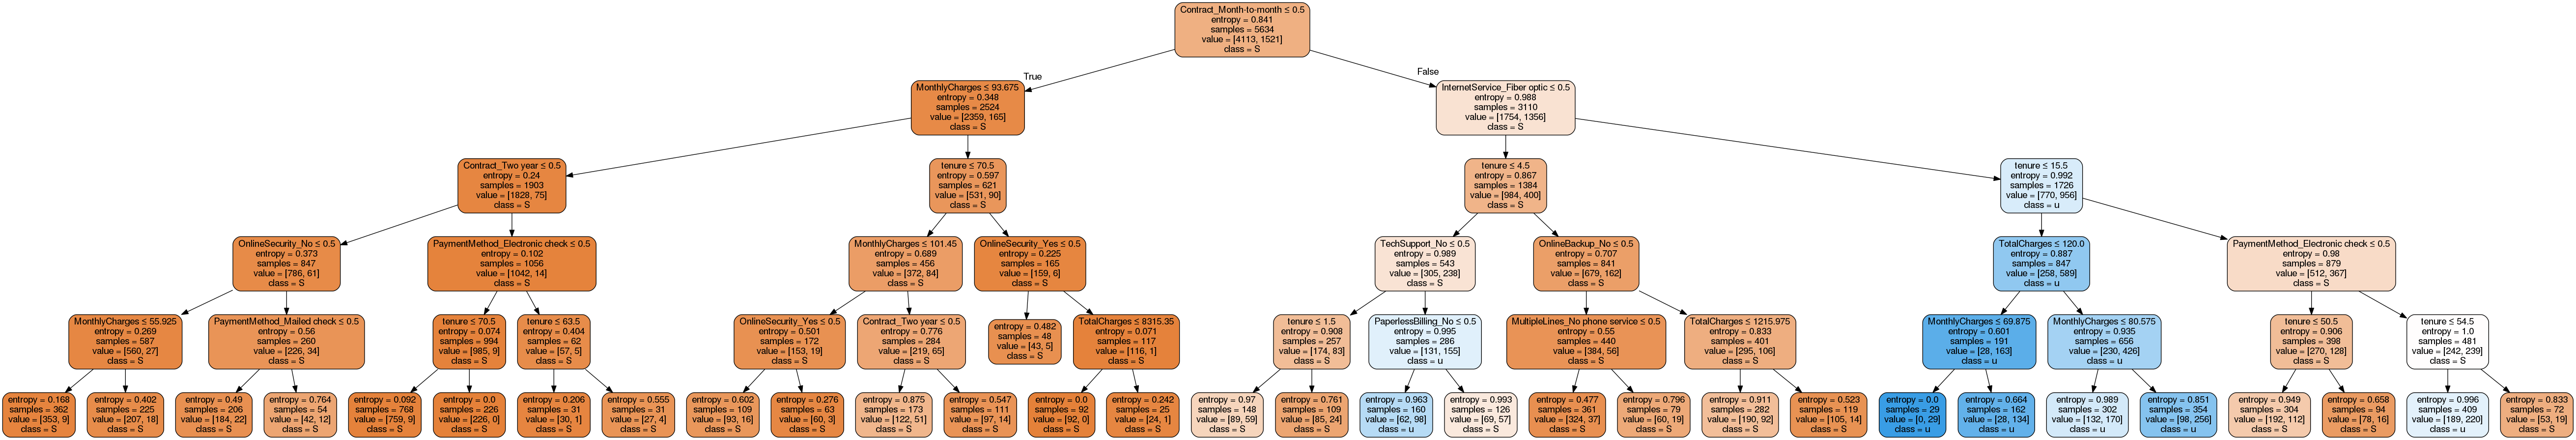 Contract_Month-to-month ≤ 0.5
entropy = 0.841
samples = 5634
value = [4113, 1521]
class = S
True
False
MonthlyCharges ≤ 93.675
entropy = 0.348
samples = 2524
value = [2359, 165]
class = S
InternetService_Fiber optic ≤ 0.5
entropy = 0.988
samples = 3110
value = [1754, 1356]
class = S
Contract_Two year ≤ 0.5
entropy = 0.24
samples = 1903
value = [1828, 75]
class = S
tenure ≤ 70.5
entropy = 0.597
samples = 621
value = [531, 90]
class = S
tenure ≤ 4.5
entropy = 0.867
samples = 1384
value = [984, 400]
class = S
tenure ≤ 15.5
entropy = 0.992
samples = 1726
value = [770, 956]
class = u
OnlineSecurity_No ≤ 0.5
entropy = 0.373
samples = 847
value = [786, 61]
class = S
PaymentMethod_Electronic check ≤ 0.5
entropy = 0.102
samples = 1056
value = [1042, 14]
class = S
MonthlyCharges ≤ 101.45
entropy = 0.689
samples = 456
value = [372, 84]
class = S
OnlineSecurity_Yes ≤ 0.5
entropy = 0.225
samples = 165
value = [159, 6]
class = S
TechSupport_No ≤ 0.5
entropy = 0.989
samples = 543
value = [305, 238]
class = S
OnlineBackup_No ≤ 0.5
entropy = 0.707
samples = 841
value = [679, 162]
class = S
TotalCharges ≤ 120.0
entropy = 0.887
samples = 847
value = [258, 589]
class = u
PaymentMethod_Electronic check ≤ 0.5
entropy = 0.98
samples = 879
value = [512, 367]
class = S
MonthlyCharges ≤ 55.925
entropy = 0.269
samples = 587
value = [560, 27]
class = S
PaymentMethod_Mailed check ≤ 0.5
entropy = 0.56
samples = 260
value = [226, 34]
class = S
tenure ≤ 70.5
entropy = 0.074
samples = 994
value = [985, 9]
class = S
tenure ≤ 63.5
entropy = 0.404
samples = 62
value = [57, 5]
class = S
OnlineSecurity_Yes ≤ 0.5
entropy = 0.501
samples = 172
value = [153, 19]
class = S
Contract_Two year ≤ 0.5
entropy = 0.776
samples = 284
value = [219, 65]
class = S
entropy = 0.482
samples = 48
value = [43, 5]
class = S
TotalCharges ≤ 8315.35
entropy = 0.071
samples = 117
value = [116, 1]
class = S
tenure ≤ 1.5
entropy = 0.908
samples = 257
value = [174, 83]
class = S
PaperlessBilling_No ≤ 0.5
entropy = 0.995
samples = 286
value = [131, 155]
class = u
MultipleLines_No phone service ≤ 0.5
entropy = 0.55
samples = 440
value = [384, 56]
class = S
TotalCharges ≤ 1215.975
entropy = 0.833
samples = 401
value = [295, 106]
class = S
MonthlyCharges ≤ 69.875
entropy = 0.601
samples = 191
value = [28, 163]
class = u
MonthlyCharges ≤ 80.575
entropy = 0.935
samples = 656
value = [230, 426]
class = u
tenure ≤ 50.5
entropy = 0.906
samples = 398
value = [270, 128]
class = S
tenure ≤ 54.5
entropy = 1.0
samples = 481
value = [242, 239]
class = S
entropy = 0.168
samples = 362
value = [353, 9]
class = S
entropy = 0.402
samples = 225
value = [207, 18]
class = S
entropy = 0.49
samples = 206
value = [184, 22]
class = S
entropy = 0.764
samples = 54
value = [42, 12]
class = S
entropy = 0.092
samples = 768
value = [759, 9]
class = S
entropy = 0.0
samples = 226
value = [226, 0]
class = S
entropy = 0.206
samples = 31
value = [30, 1]
class = S
entropy = 0.555
samples = 31
value = [27, 4]
class = S
entropy = 0.602
samples = 109
value = [93, 16]
class = S
entropy = 0.276
samples = 63
value = [60, 3]
class = S
entropy = 0.875
samples = 173
value = [122, 51]
class = S
entropy = 0.547
samples = 111
value = [97, 14]
class = S
entropy = 0.0
samples = 92
value = [92, 0]
class = S
entropy = 0.242
samples = 25
value = [24, 1]
class = S
entropy = 0.97
samples = 148
value = [89, 59]
class = S
entropy = 0.761
samples = 109
value = [85, 24]
class = S
entropy = 0.963
samples = 160
value = [62, 98]
class = u
entropy = 0.993
samples = 126
value = [69, 57]
class = S
entropy = 0.477
samples = 361
value = [324, 37]
class = S
entropy = 0.796
samples = 79
value = [60, 19]
class = S
entropy = 0.911
samples = 282
value = [190, 92]
class = S
entropy = 0.523
samples = 119
value = [105, 14]
class = S
entropy = 0.0
samples = 29
value = [0, 29]
class = u
entropy = 0.664
samples = 162
value = [28, 134]
class = u
entropy = 0.989
samples = 302
value = [132, 170]
class = u
entropy = 0.851
samples = 354
value = [98, 256]
class = u
entropy = 0.949
samples = 304
value = [192, 112]
class = S
entropy = 0.658
samples = 94
value = [78, 16]
class = S
entropy = 0.996
samples = 409
value = [189, 220]
class = u
entropy = 0.833
samples = 72
value = [53, 19]
class = S